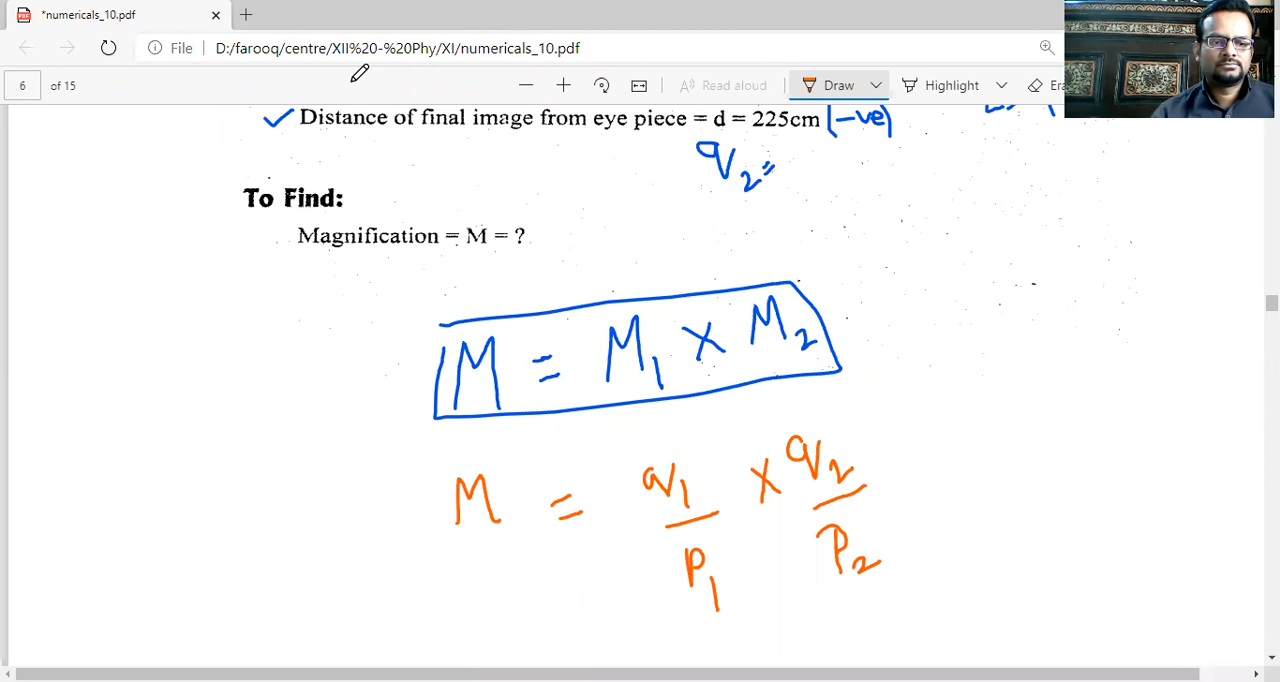 *numericals_10.pdf
File D:/farooq/centre/XII%20-%20Phy/XI/numericals_10.pdf
6 of 15 Read aloud Draw Highlight
✓ Distance of final image from eye piece = d = 225cm (-ve)
q2 =
To Find:
Magnification = M = ?
M = M1 × M2
M = q1/P1 × q2/P2